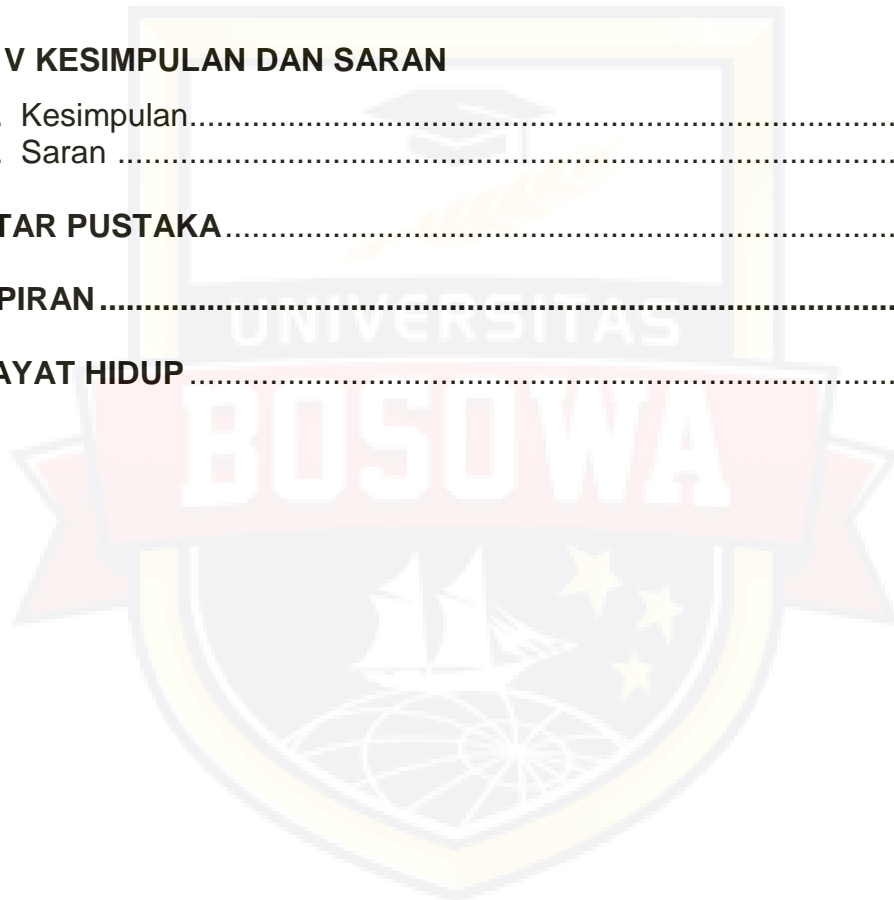 V KESIMPULAN DAN SARAN
. Kesimpulan................................................................................
. Saran ........................................................................................
TAR PUSTAKA............................................................................
PIRAN.........................................................................................
AYAT HIDUP ...............................................................................
UNIVERSITAS
BOSOWA